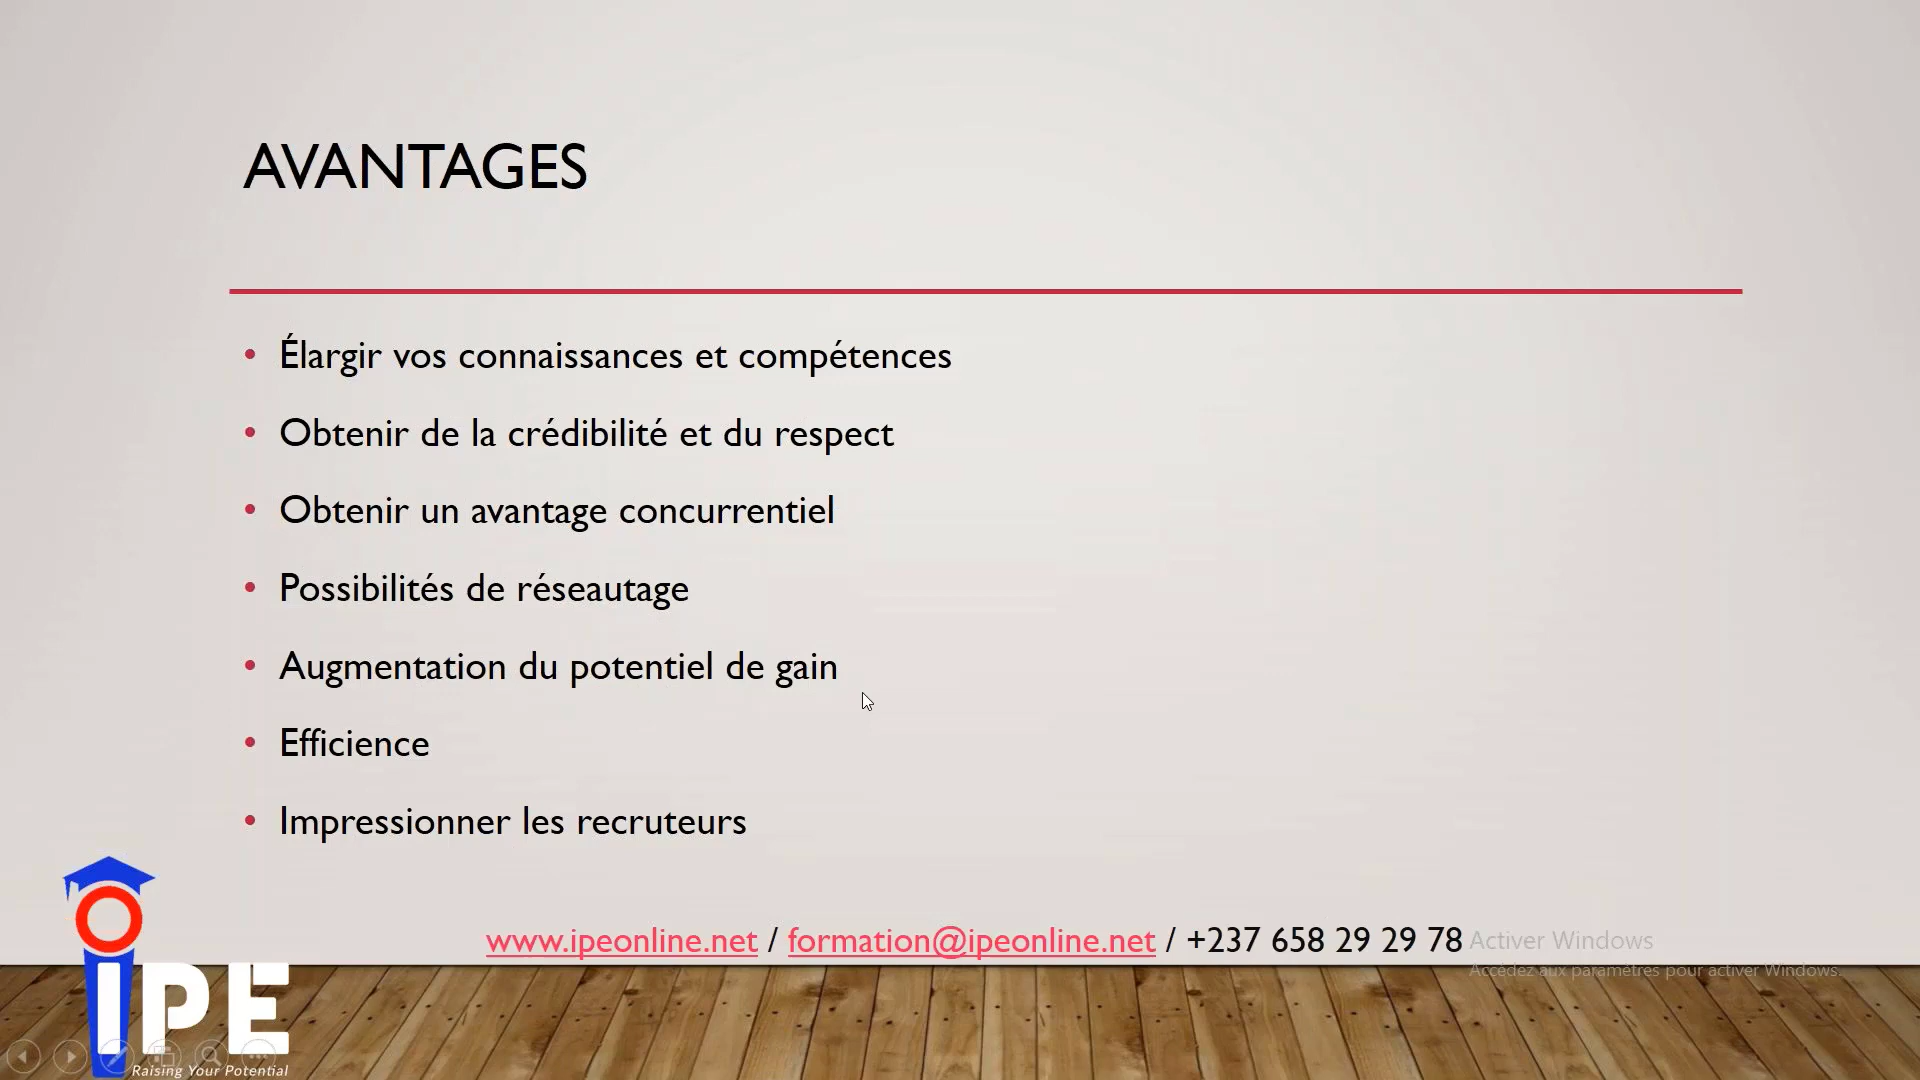 AVANTAGES
• Élargir vos connaissances et compétences
• Obtenir de la crédibilité et du respect
• Obtenir un avantage concurrentiel
• Possibilités de réseautage
• Augmentation du potentiel de gain
• Efficience
• Impressionner les recruteurs
www.ipeonline.net / formation@ipeonline.net / +237 658 29 29 78
Activer Windows
Accédez aux paramètres pour activer Windows.
iPE
Raising Your Potential